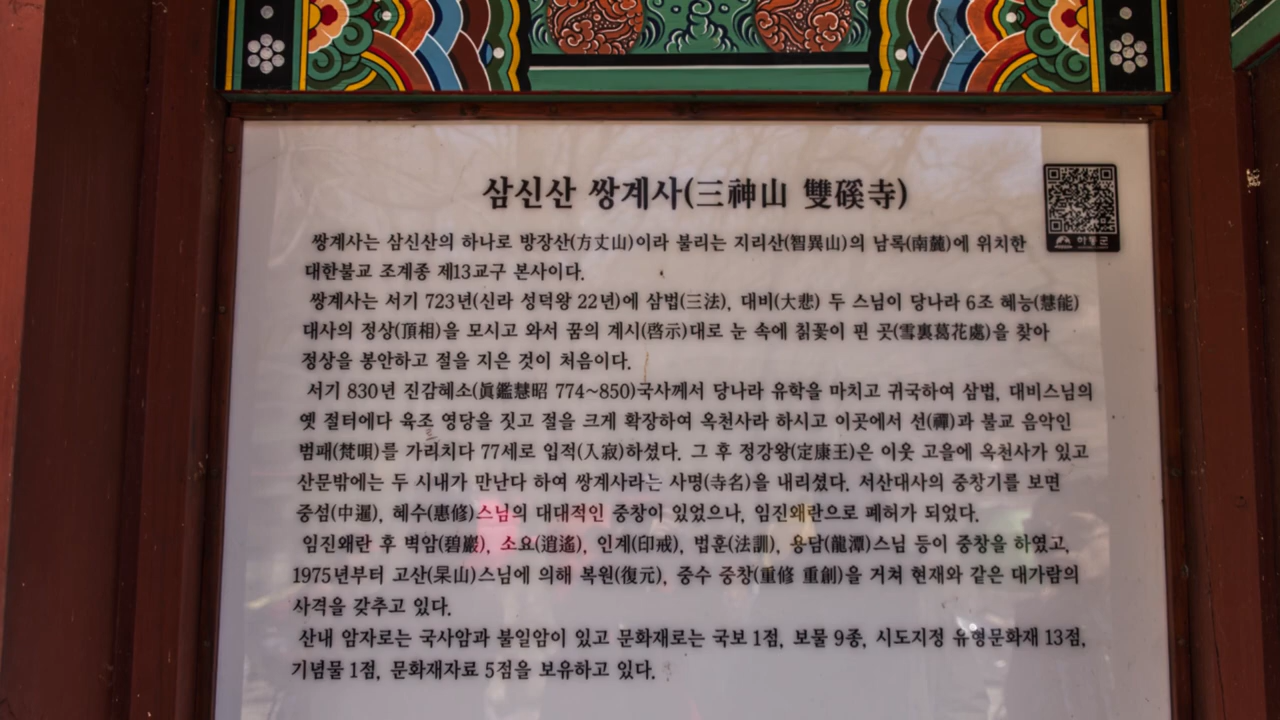 삼신산 쌍계사(三神山 雙磎寺)
하동군
쌍계사는 삼신산의 하나로 방장산(方丈山)이라 불리는 지리산(智異山)의 남록(南麓)에 위치한
대한불교 조계종 제13교구 본사이다.
쌍계사는 서기 723년(신라 성덕왕 22년)에 삼법(三法), 대비(大悲) 두 스님이 당나라 6조 혜능(慧能)
대사의 정상(頂相)을 모시고 와서 꿈의 계시(啓示)대로 눈 속에 칡꽃이 핀 곳(雪裏葛花處)을 찾아
정상을 봉안하고 절을 지은 것이 처음이다.
서기 830년 진감혜소(眞鑑慧昭 774~850)국사께서 당나라 유학을 마치고 귀국하여 삼법, 대비스님의
옛 절터에다 육조 영당을 짓고 절을 크게 확장하여 옥천사라 하시고 이곳에서 선(禪)과 불교 음악인
범패(梵唄)를 가리치다 77세로 입적(入寂)하셨다. 그 후 정강왕(定康王)은 이웃 고을에 옥천사가 있고
산문밖에는 두 시내가 만난다 하여 쌍계사라는 사명(寺名)을 내리셨다. 서산대사의 중창기를 보면
중섬(中暹), 혜수(惠修)스님의 대대적인 중창이 있었으나, 임진왜란으로 폐허가 되었다.
임진왜란 후 벽암(碧巖), 소요(逍遙), 인계(印戒), 법훈(法訓), 용담(龍潭)스님 등이 중창을 하였고,
1975년부터 고산(杲山)스님에 의해 복원(復元), 중수 중창(重修 重創)을 거쳐 현재와 같은 대가람의
사격을 갖추고 있다.
산내 암자로는 국사암과 불일암이 있고 문화재로는 국보 1점, 보물 9종, 시도지정 유형문화재 13점,
기념물 1점, 문화재자료 5점을 보유하고 있다.